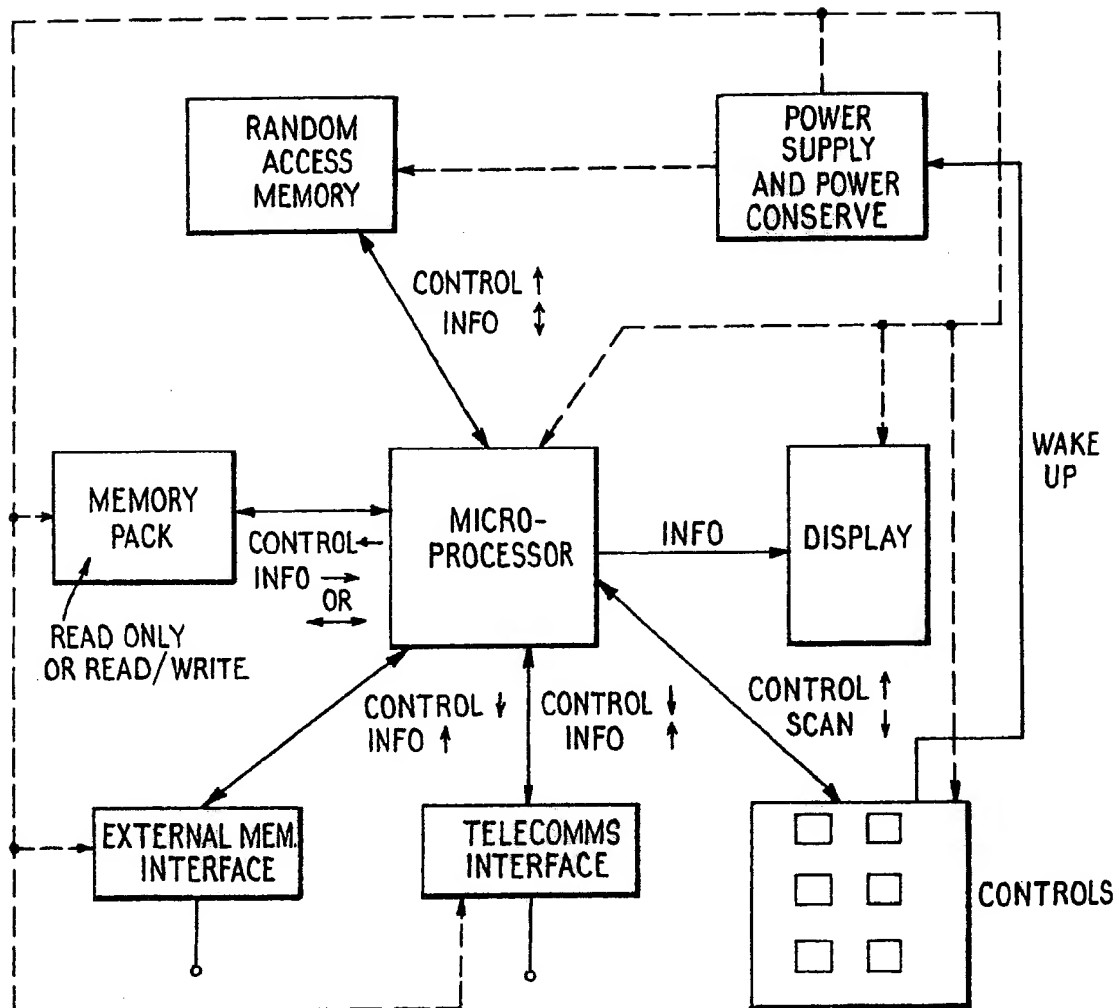 RANDOM
ACCESS
MEMORY
POWER
SUPPLY
AND POWER
CONSERVE
CONTROL ↑
INFO ↕
WAKE
UP
MEMORY
PACK
CONTROL ←
INFO →
OR
↔
READ ONLY
OR READ/WRITE
MICRO-
PROCESSOR
INFO
DISPLAY
CONTROL ↓
INFO ↑
CONTROL ↓
INFO ↑
CONTROL ↑
SCAN ↓
EXTERNAL MEM.
INTERFACE
TELECOMMS
INTERFACE
CONTROLS